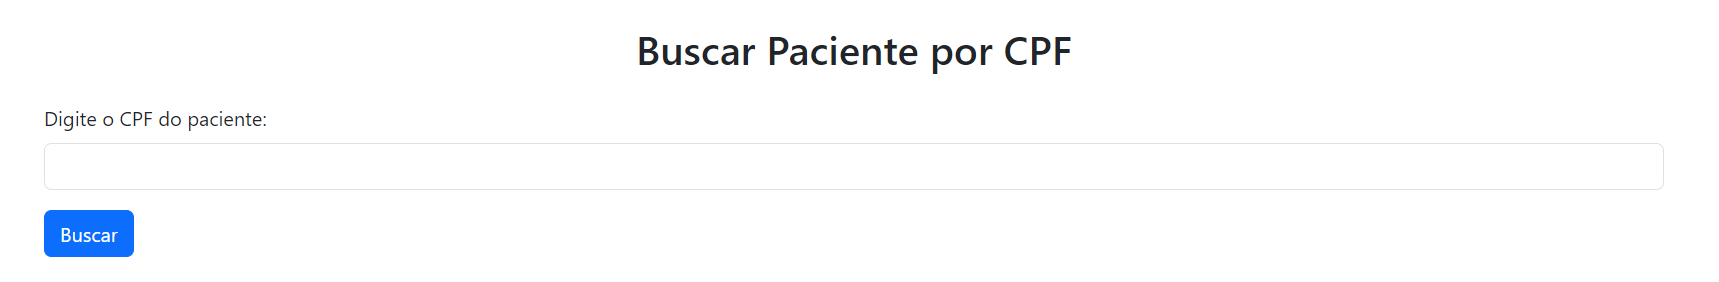 Buscar Paciente por CPF
Digite o CPF do paciente:
Buscar